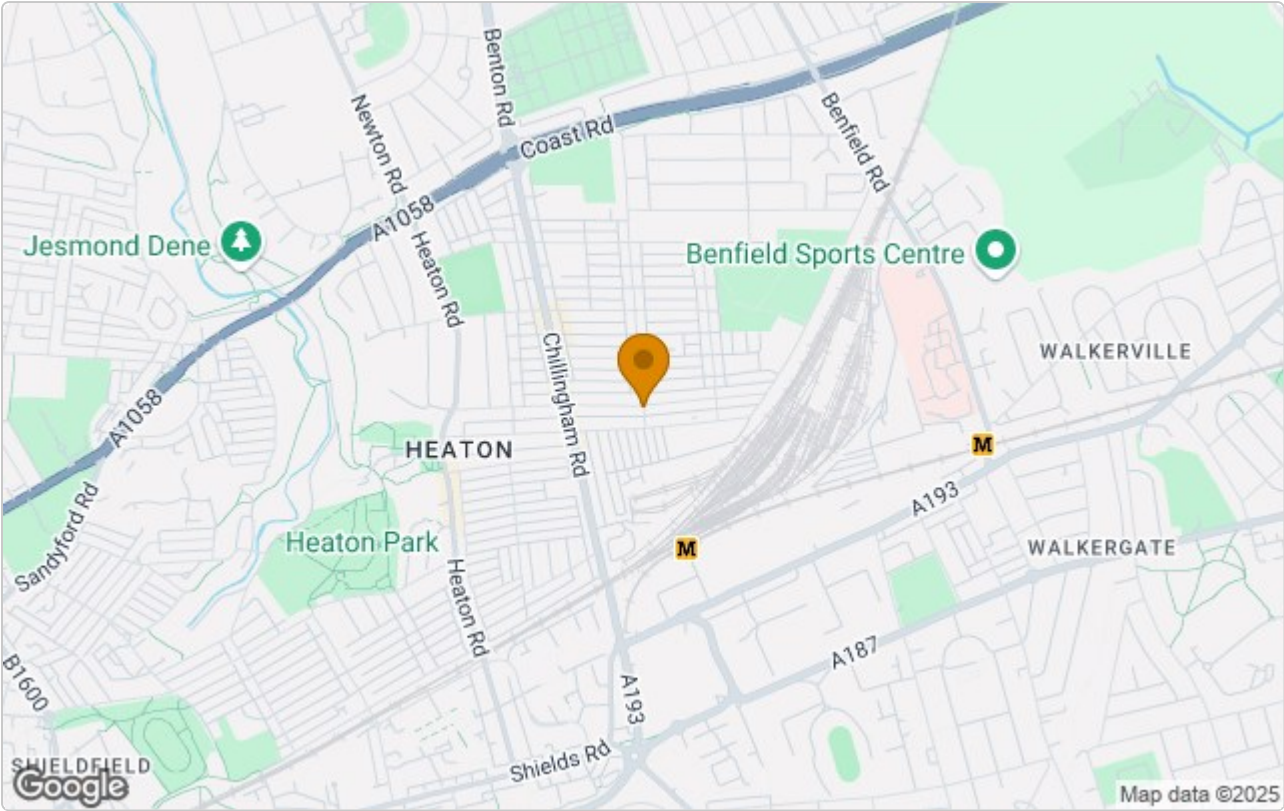 Benton Rd
Newton Rd
Coast Rd
Benfield Rd
A1058
Jesmond Dene
Heaton Rd
Benfield Sports Centre
Chillingham Rd
WALKERVILLE
A1058
HEATON
M
A193
Sandyford Rd
Heaton Park
M
WALKERGATE
Heaton Rd
A187
B1600
A193
Shields Rd
SHIELDFIELD
Google
Map data ©2025